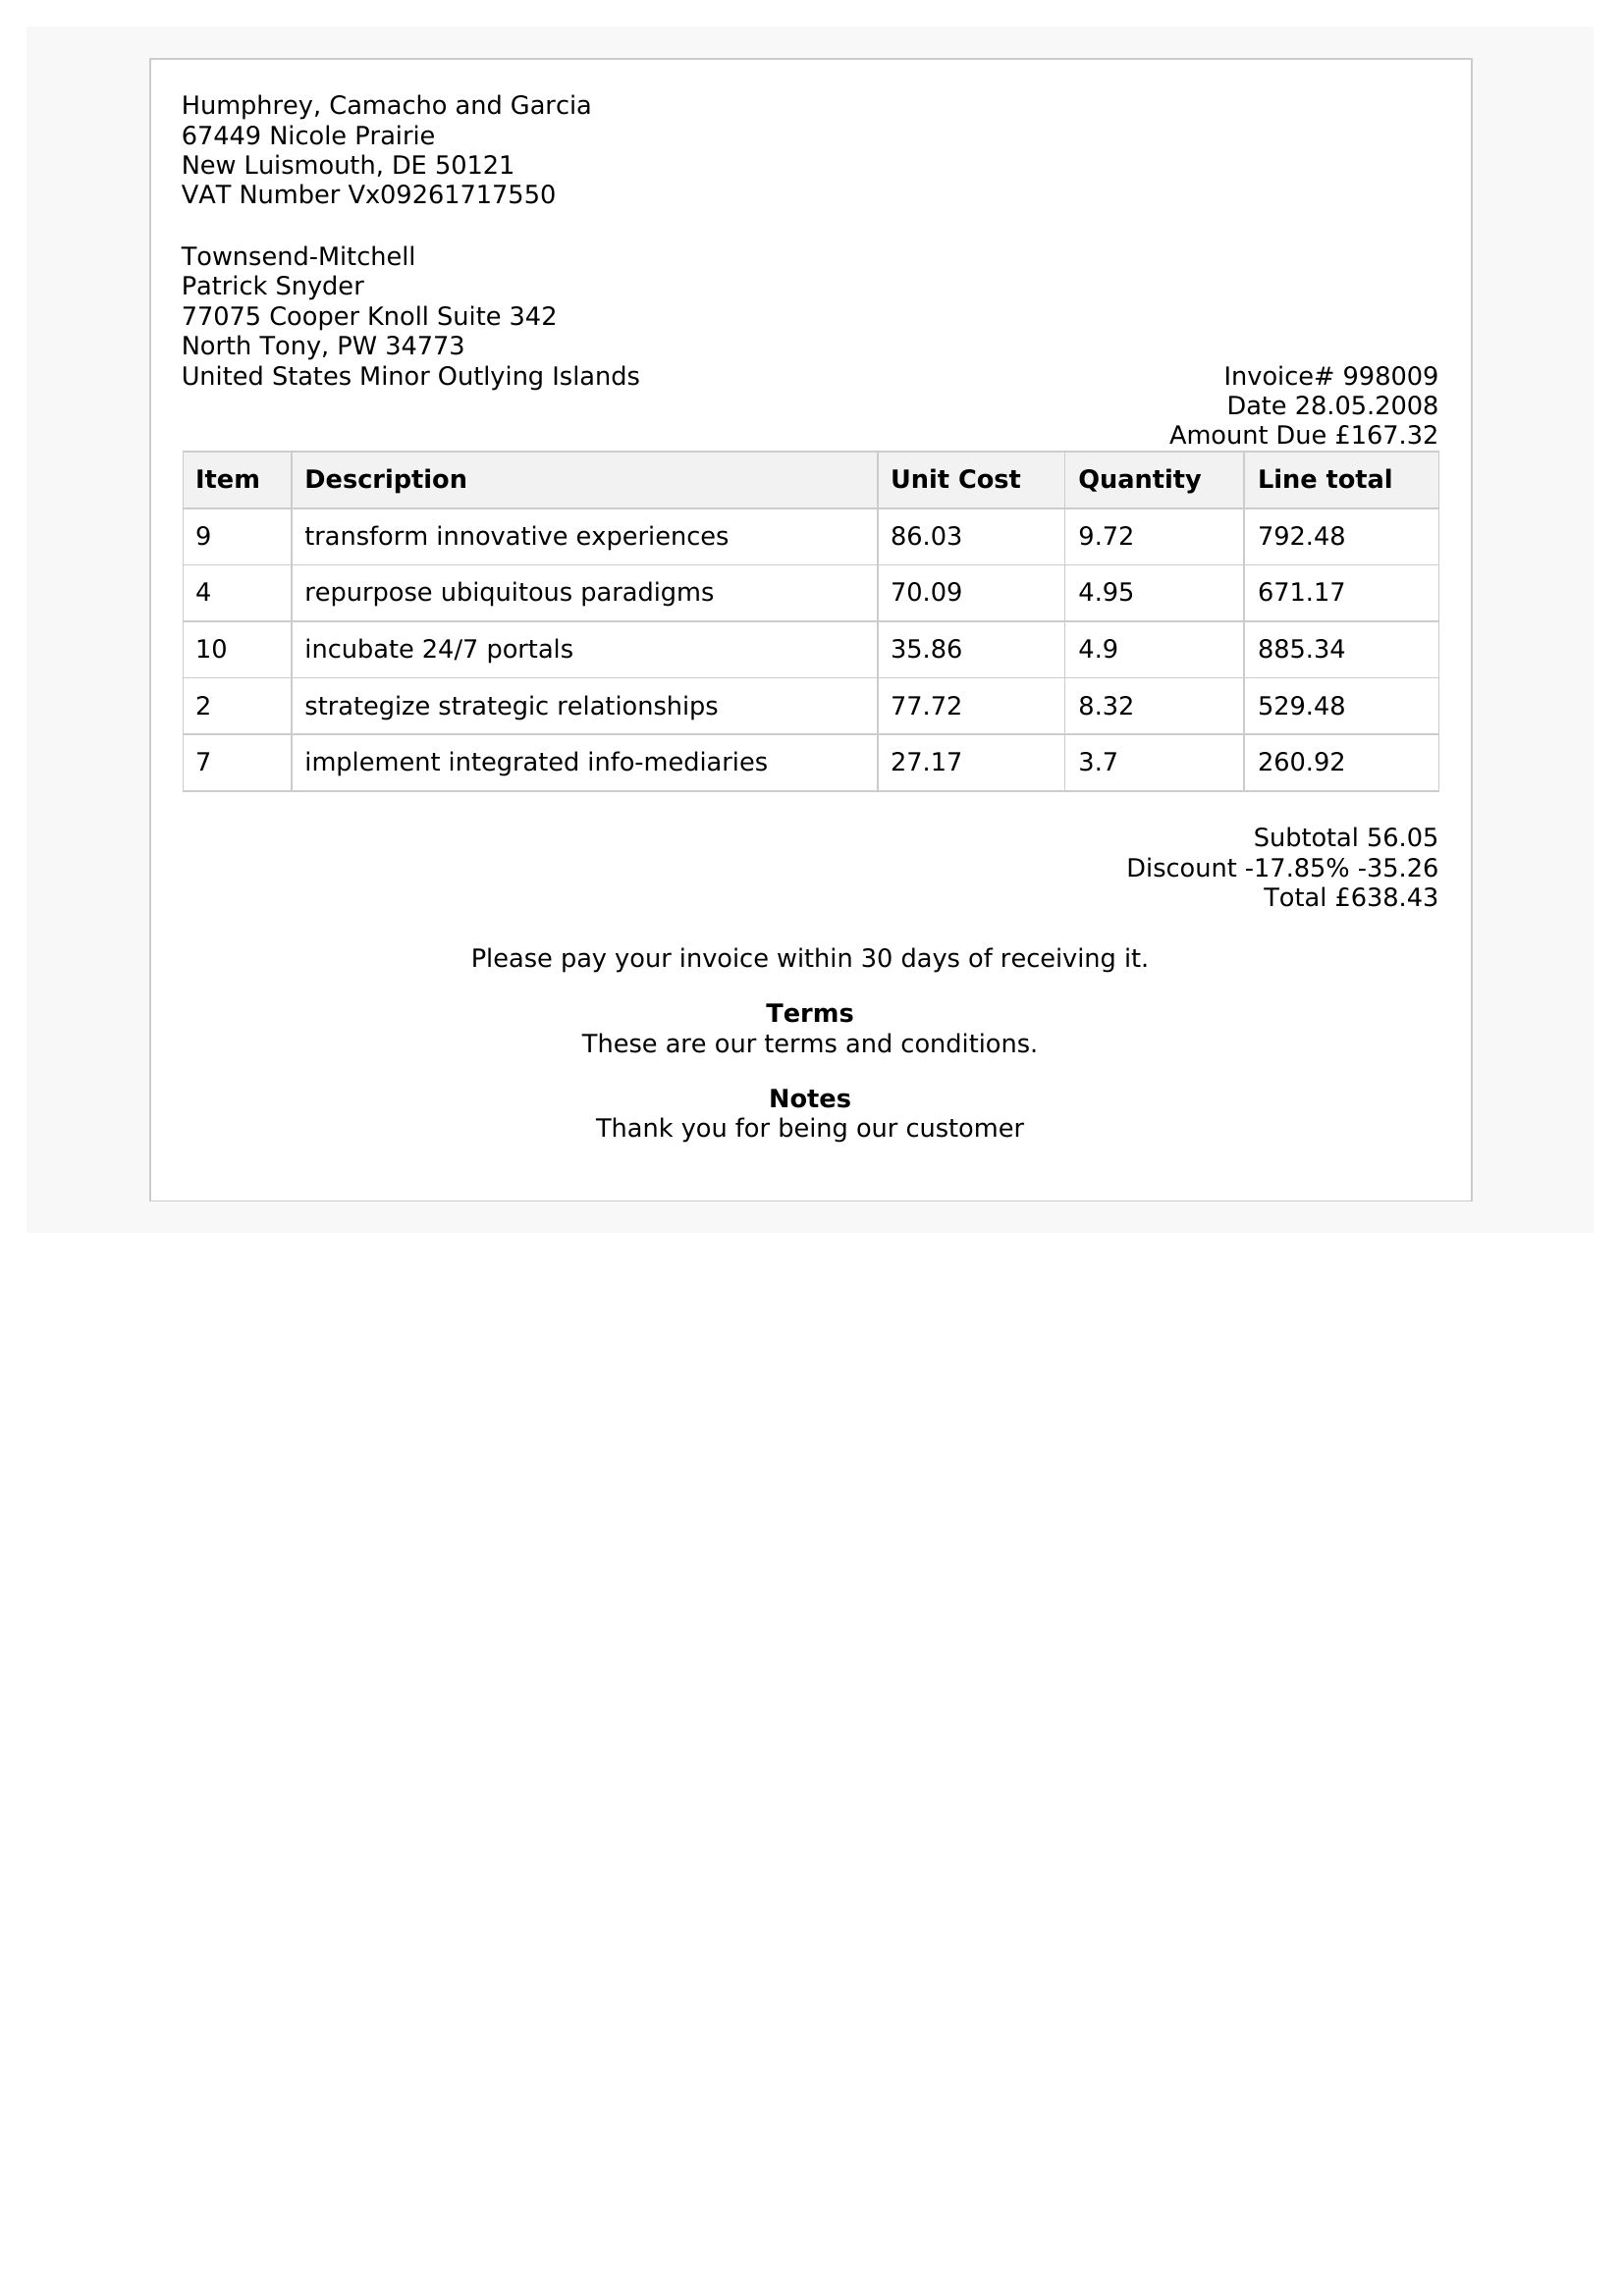 Humphrey, Camacho and Garcia
67449 Nicole Prairie
New Luismouth, DE 50121
VAT Number Vx09261717550
Townsend-Mitchell
Patrick Snyder
77075 Cooper Knoll Suite 342
North Tony, PW 34773
United States Minor Outlying Islands
Invoice# 998009
Date 28.05.2008
Amount Due £167.32
Item Description Unit Cost Quantity Line total
9 transform innovative experiences 86.03 9.72 792.48
4 repurpose ubiquitous paradigms 70.09 4.95 671.17
10 incubate 24/7 portals 35.86 4.9 885.34
2 strategize strategic relationships 77.72 8.32 529.48
7 implement integrated info-mediaries 27.17 3.7 260.92
Subtotal 56.05
Discount -17.85% -35.26
Total £638.43
Please pay your invoice within 30 days of receiving it.
Terms
These are our terms and conditions.
Notes
Thank you for being our customer